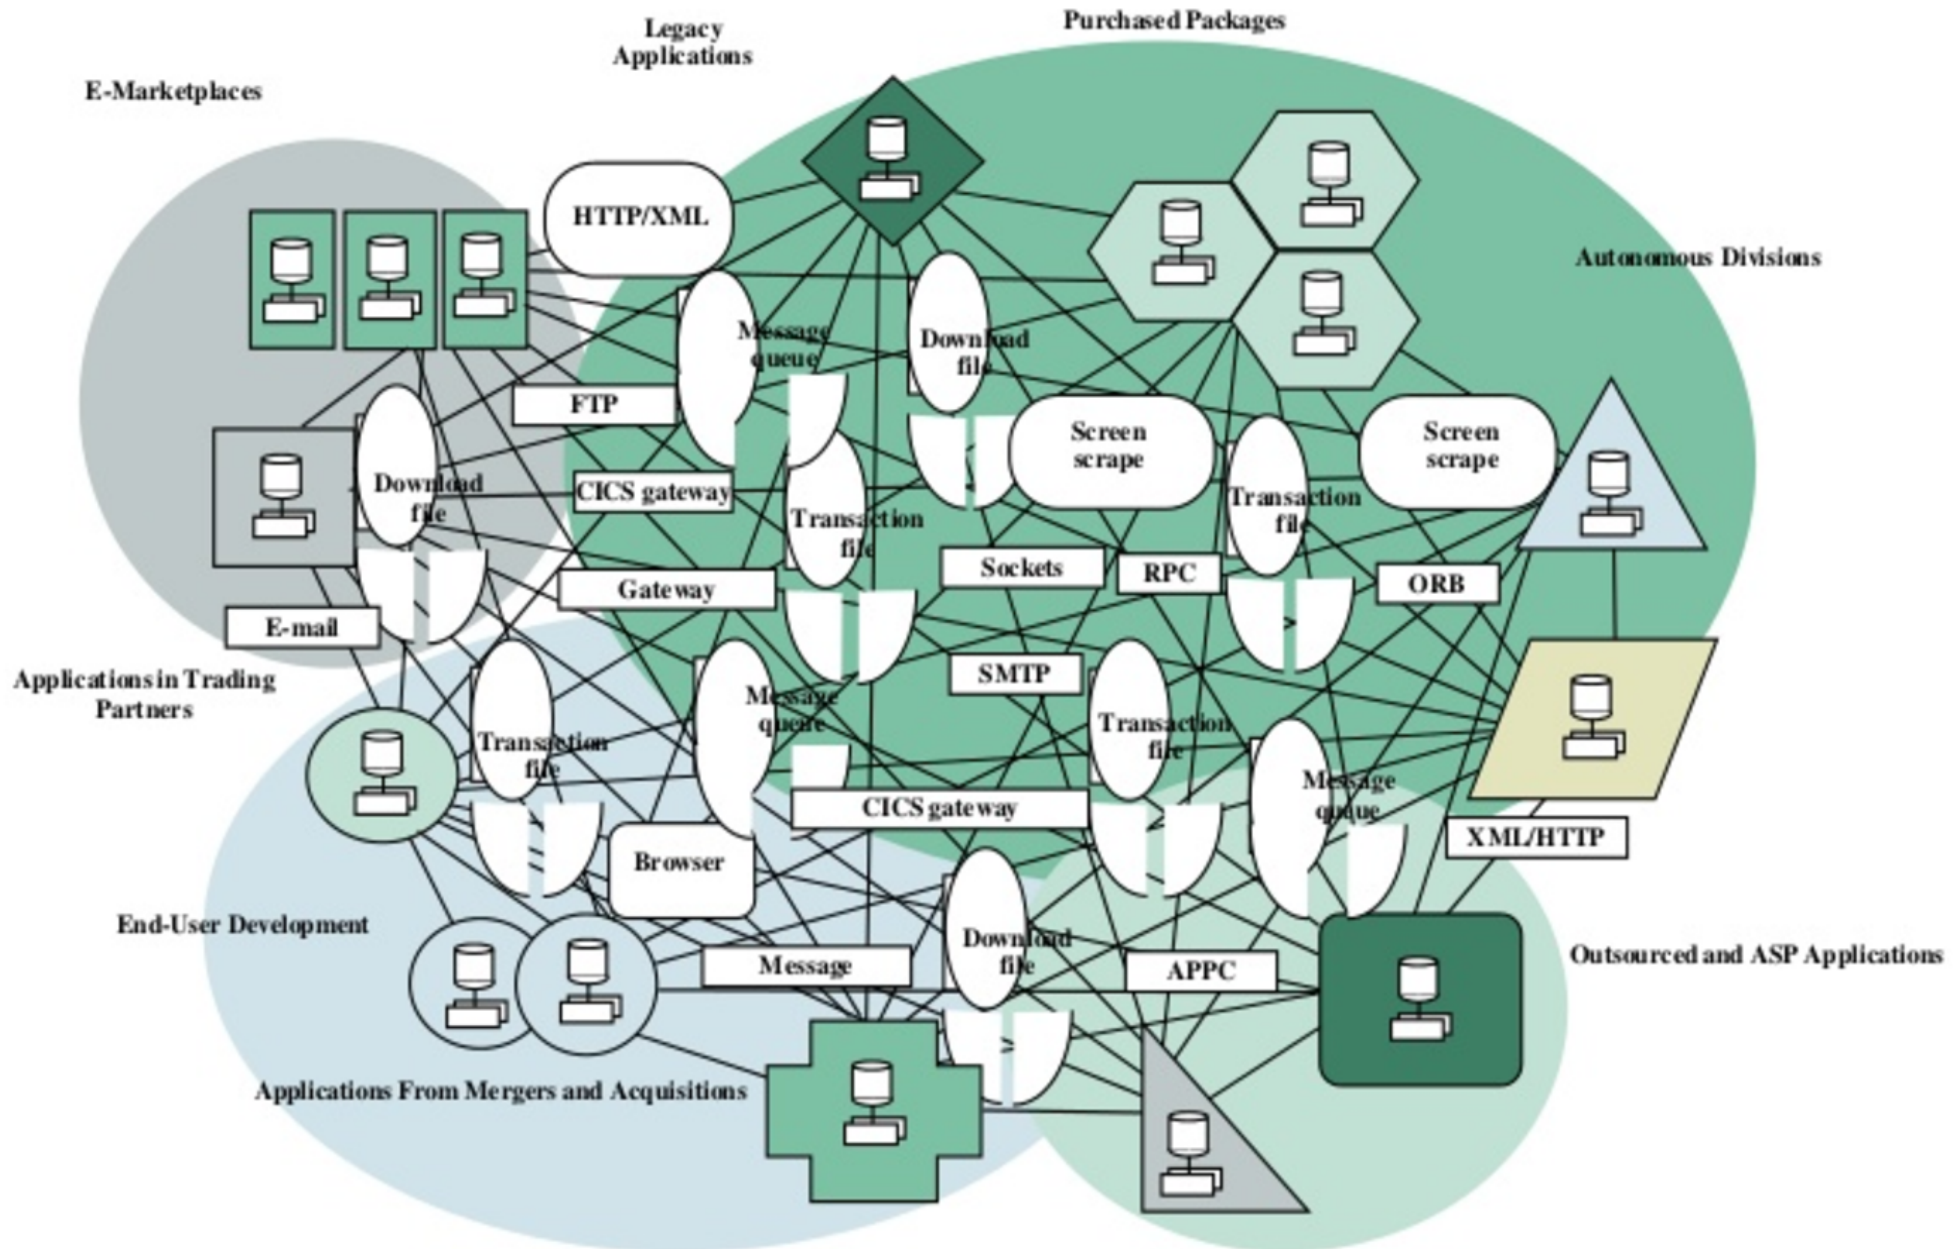 Purchased Packages
Legacy
Applications
E-Marketplaces
HTTP/XML
Autonomous Divisions
Message
queue
Download
file
FTP
Screen
scrape
Screen
scrape
Download
file
CICS gateway
Transaction
file
Transaction
file
Sockets
RPC
ORB
Gateway
E-mail
SMTP
Applications in Trading
Partners
Message
queue
Transaction
file
Transaction
file
Message
queue
CICS gateway
XML/HTTP
Browser
End-User Development
Download
file
Message
APPC
Outsourced and ASP Applications
Applications From Mergers and Acquisitions